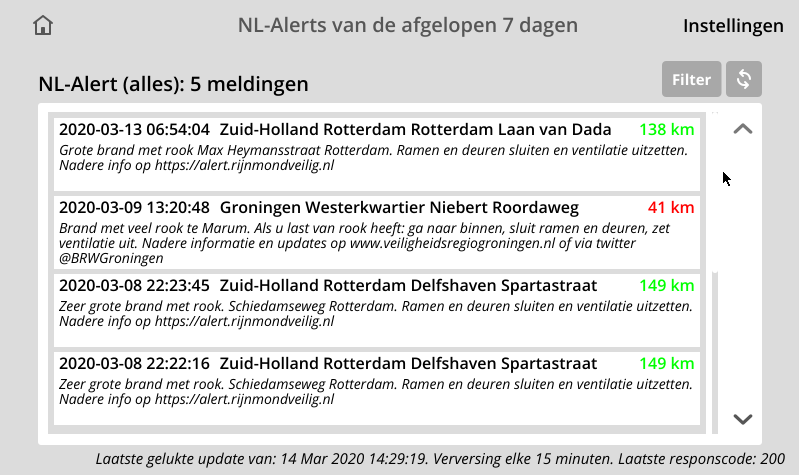 NL-Alerts van de afgelopen 7 dagen
Instellingen
NL-Alert (alles): 5 meldingen
Filter
2020-03-13 06:54:04 Zuid-Holland Rotterdam Rotterdam Laan van Dada 138 km
Grote brand met rook Max Heymansstraat Rotterdam. Ramen en deuren sluiten en ventilatie uitzetten.
Nadere info op https://alert.rijnmondveilig.nl
2020-03-09 13:20:48 Groningen Westerkwartier Niebert Roordaweg 41 km
Brand met veel rook te Marum. Als u last van rook heeft: ga naar binnen, sluit ramen en deuren, zet
ventilatie uit. Nadere informatie en updates op www.veiligheidsregiogroningen.nl of via twitter
@BRWGroningen
2020-03-08 22:23:45 Zuid-Holland Rotterdam Delfshaven Spartastraat 149 km
Zeer grote brand met rook. Schiedamseweg Rotterdam. Ramen en deuren sluiten en ventilatie uitzetten.
Nadere info op https://alert.rijnmondveilig.nl
2020-03-08 22:22:16 Zuid-Holland Rotterdam Delfshaven Spartastraat 149 km
Zeer grote brand met rook. Schiedamseweg Rotterdam. Ramen en deuren sluiten en ventilatie uitzetten.
Nadere info op https://alert.rijnmondveilig.nl
Laatste gelukte update van: 14 Mar 2020 14:29:19. Verversing elke 15 minuten. Laatste responscode: 200